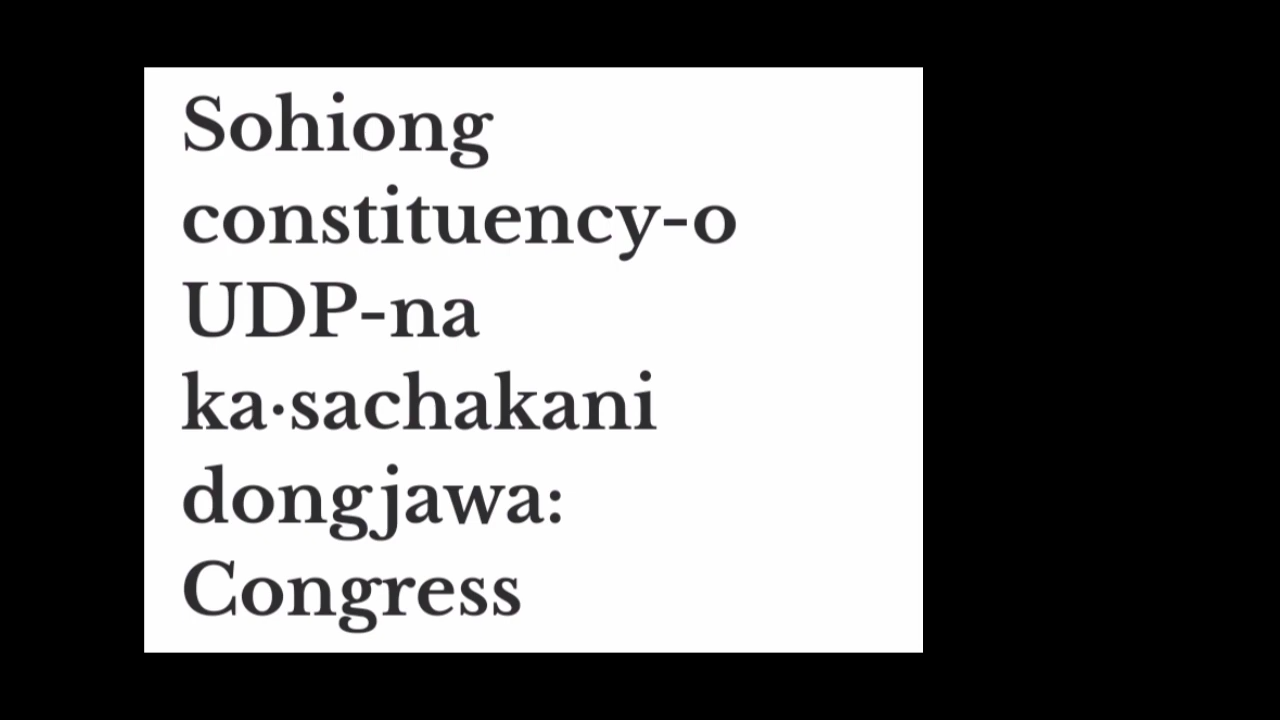 Sohiong
constituency-o
UDP-na
ka·sachakani
dongjawa:
Congress